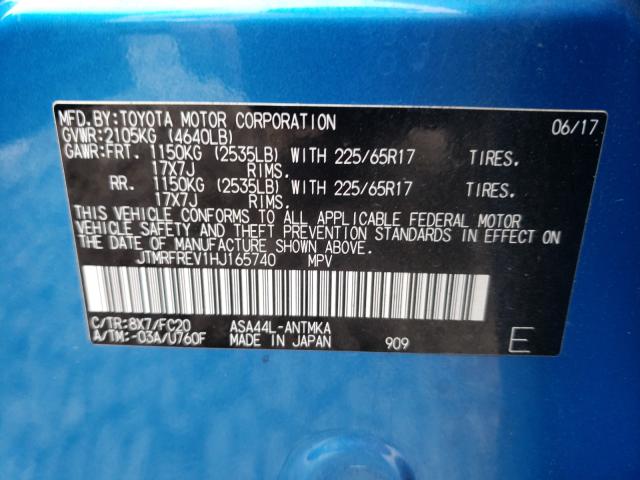 MFD.BY:TOYOTA MOTOR CORPORATION 06/17
GVWR:2105KG (4640LB)
GAWR:FRT. 1150KG (2535LB) WITH 225/65R17 TIRES.
17X7J RIMS.
RR. 1150KG (2535LB) WITH 225/65R17 TIRES.
17X7J RIMS.
THIS VEHICLE CONFORMS TO ALL APPLICABLE FEDERAL MOTOR
VEHICLE SAFETY AND THEFT PREVENTION STANDARDS IN EFFECT ON
THE DATE OF MANUFACTURE SHOWN ABOVE.
JTMRFREV1HJ165740 MPV
C/TR:8X7/FC20 ASA44L-ANTMKA
A/TM:-03A/U760F MADE IN JAPAN 909 E